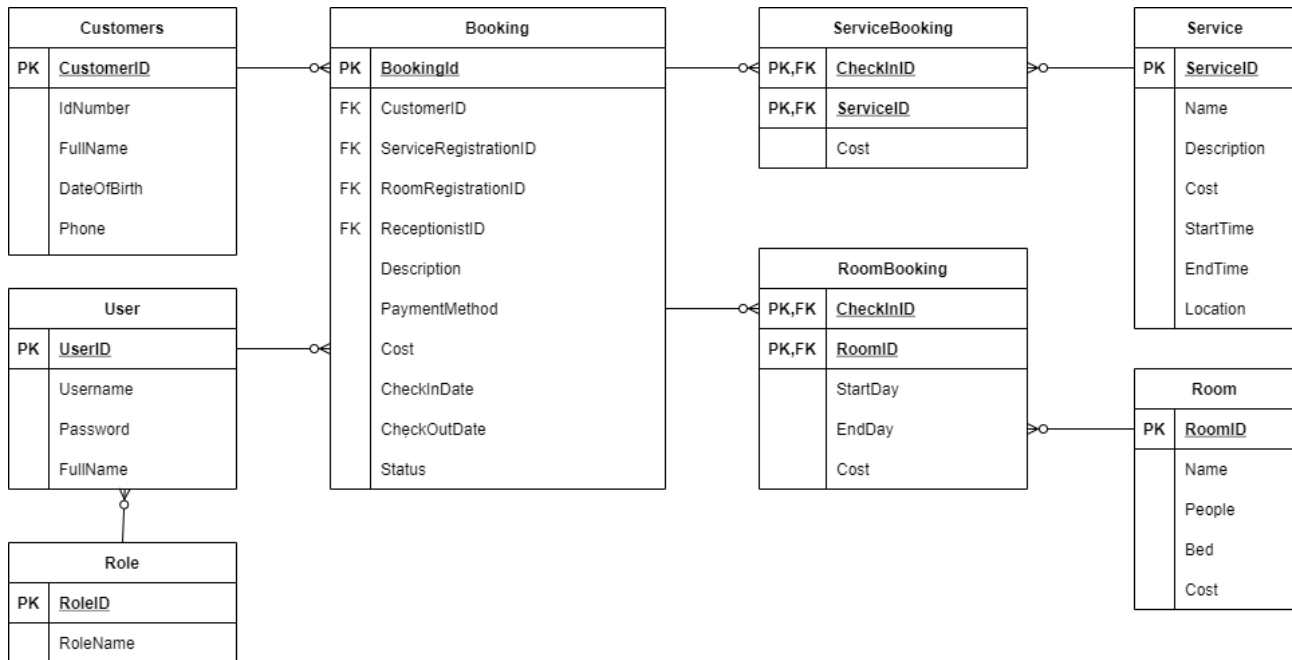 Customers
PK CustomerID
IdNumber
FullName
DateOfBirth
Phone
User
PK UserID
Username
Password
FullName
Role
PK RoleID
RoleName
Booking
PK BookingId
FK CustomerID
FK ServiceRegistrationID
FK RoomRegistrationID
FK ReceptionistID
Description
PaymentMethod
Cost
CheckInDate
CheckOutDate
Status
ServiceBooking
PK,FK CheckInID
PK,FK ServiceID
Cost
RoomBooking
PK,FK CheckInID
PK,FK RoomID
StartDay
EndDay
Cost
Service
PK ServiceID
Name
Description
Cost
StartTime
EndTime
Location
Room
PK RoomID
Name
People
Bed
Cost